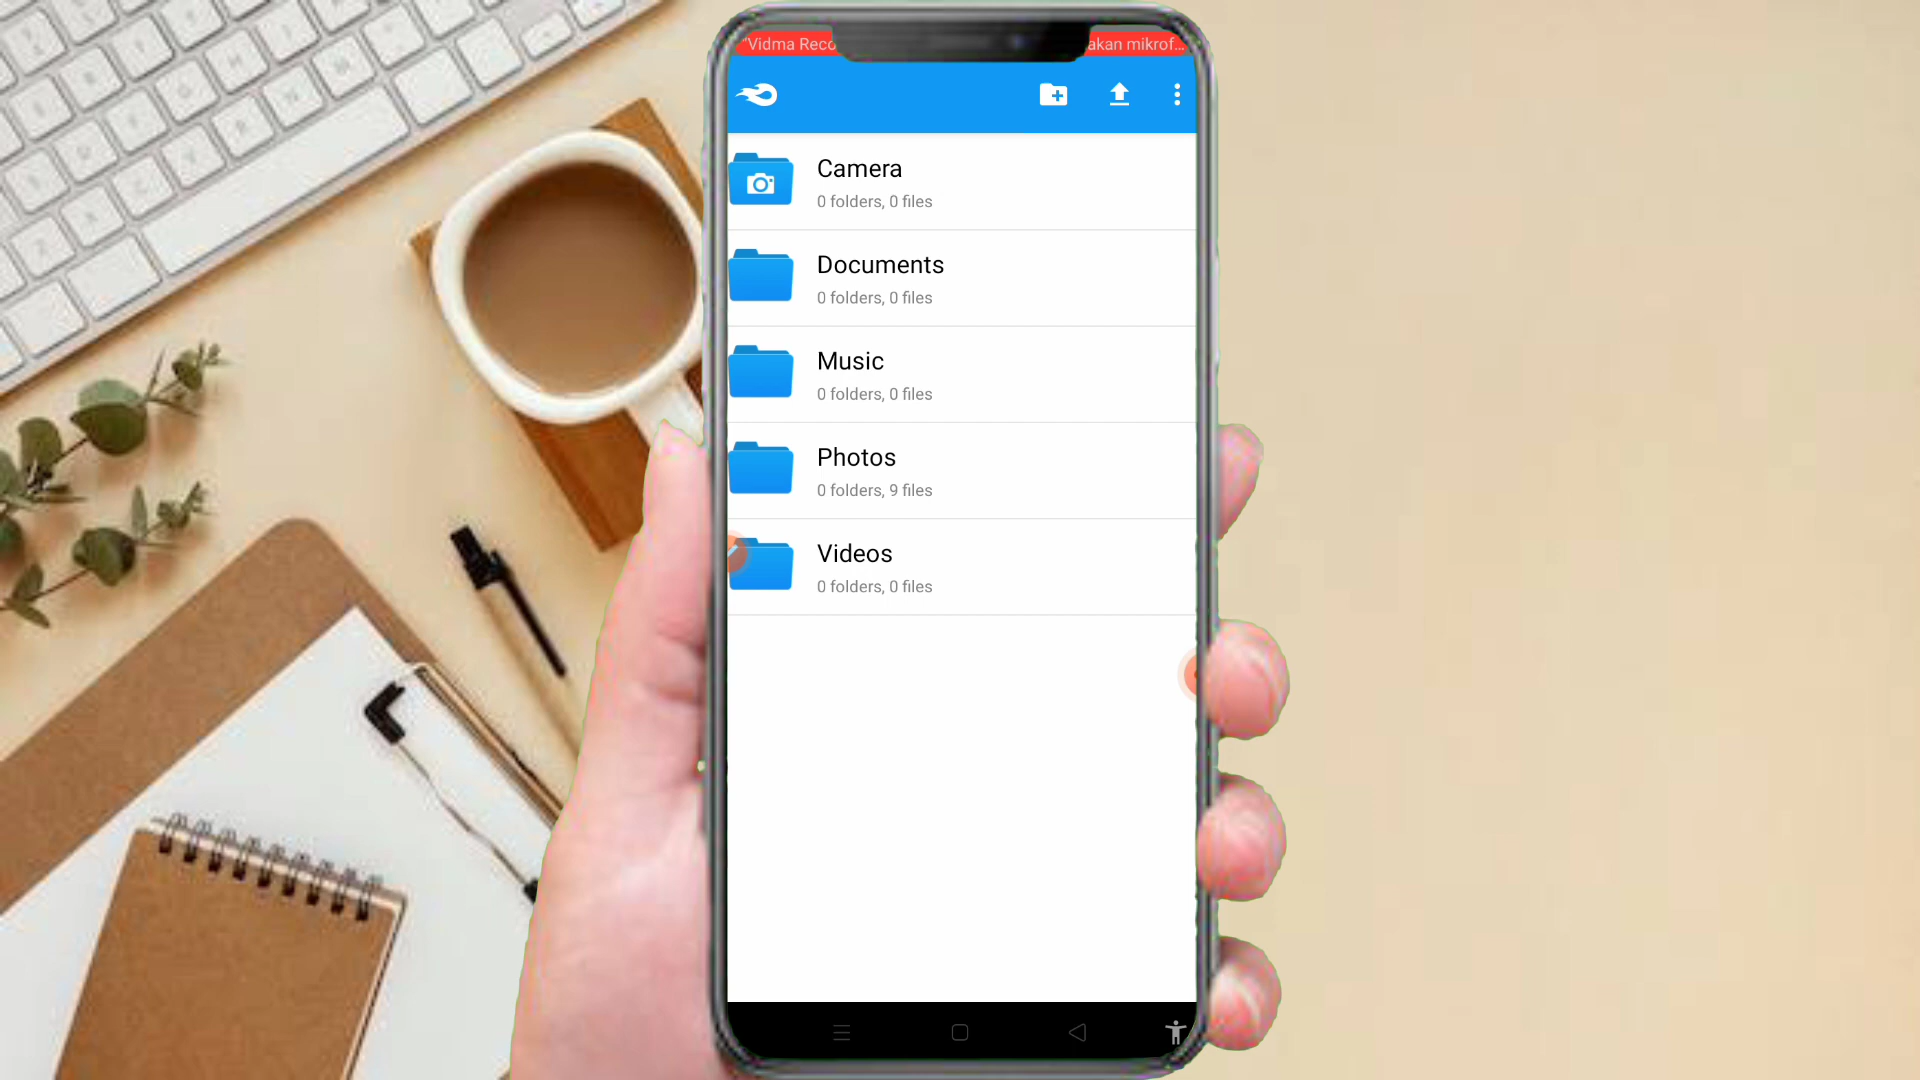 "Vidma Reco
akan mikrof...
Camera
0 folders, 0 files
Documents
0 folders, 0 files
Music
0 folders, 0 files
Photos
0 folders, 9 files
Videos
0 folders, 0 files